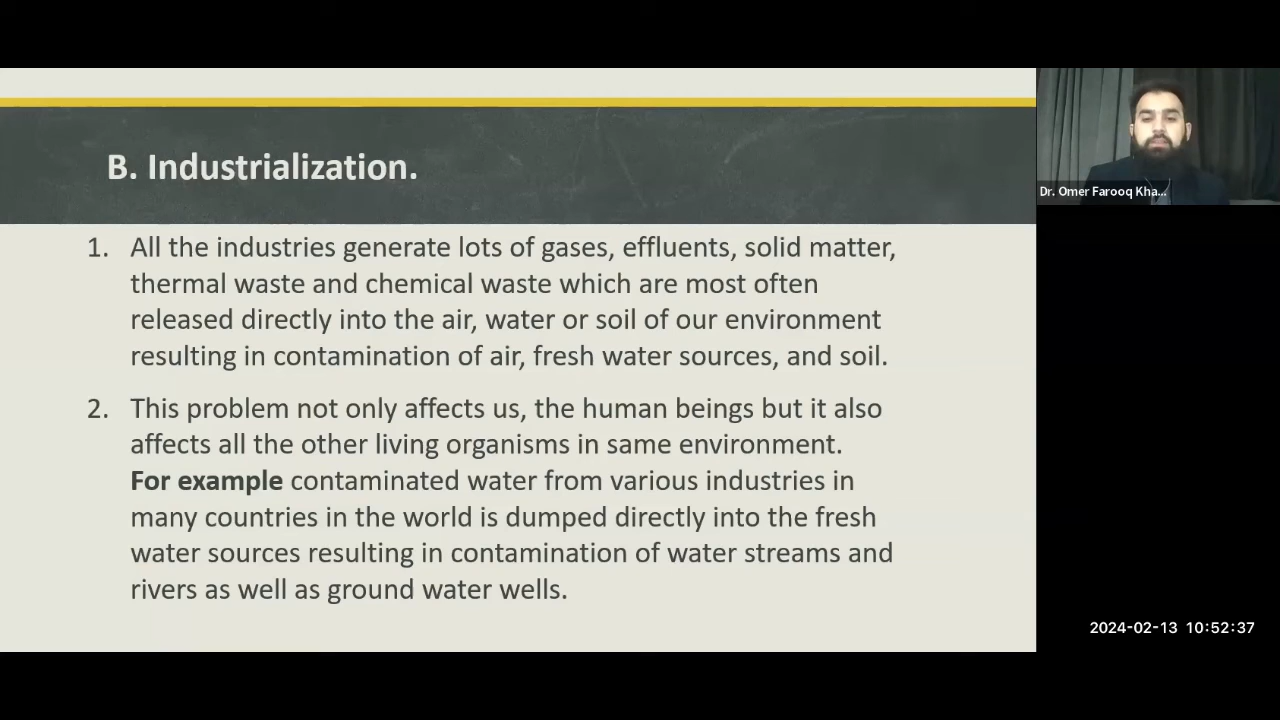 B. Industrialization.
1. All the industries generate lots of gases, effluents, solid matter,
thermal waste and chemical waste which are most often
released directly into the air, water or soil of our environment
resulting in contamination of air, fresh water sources, and soil.
2. This problem not only affects us, the human beings but it also
affects all the other living organisms in same environment.
For example contaminated water from various industries in
many countries in the world is dumped directly into the fresh
water sources resulting in contamination of water streams and
rivers as well as ground water wells.
Dr. Omer Farooq Kha...
2024-02-13 10:52:37